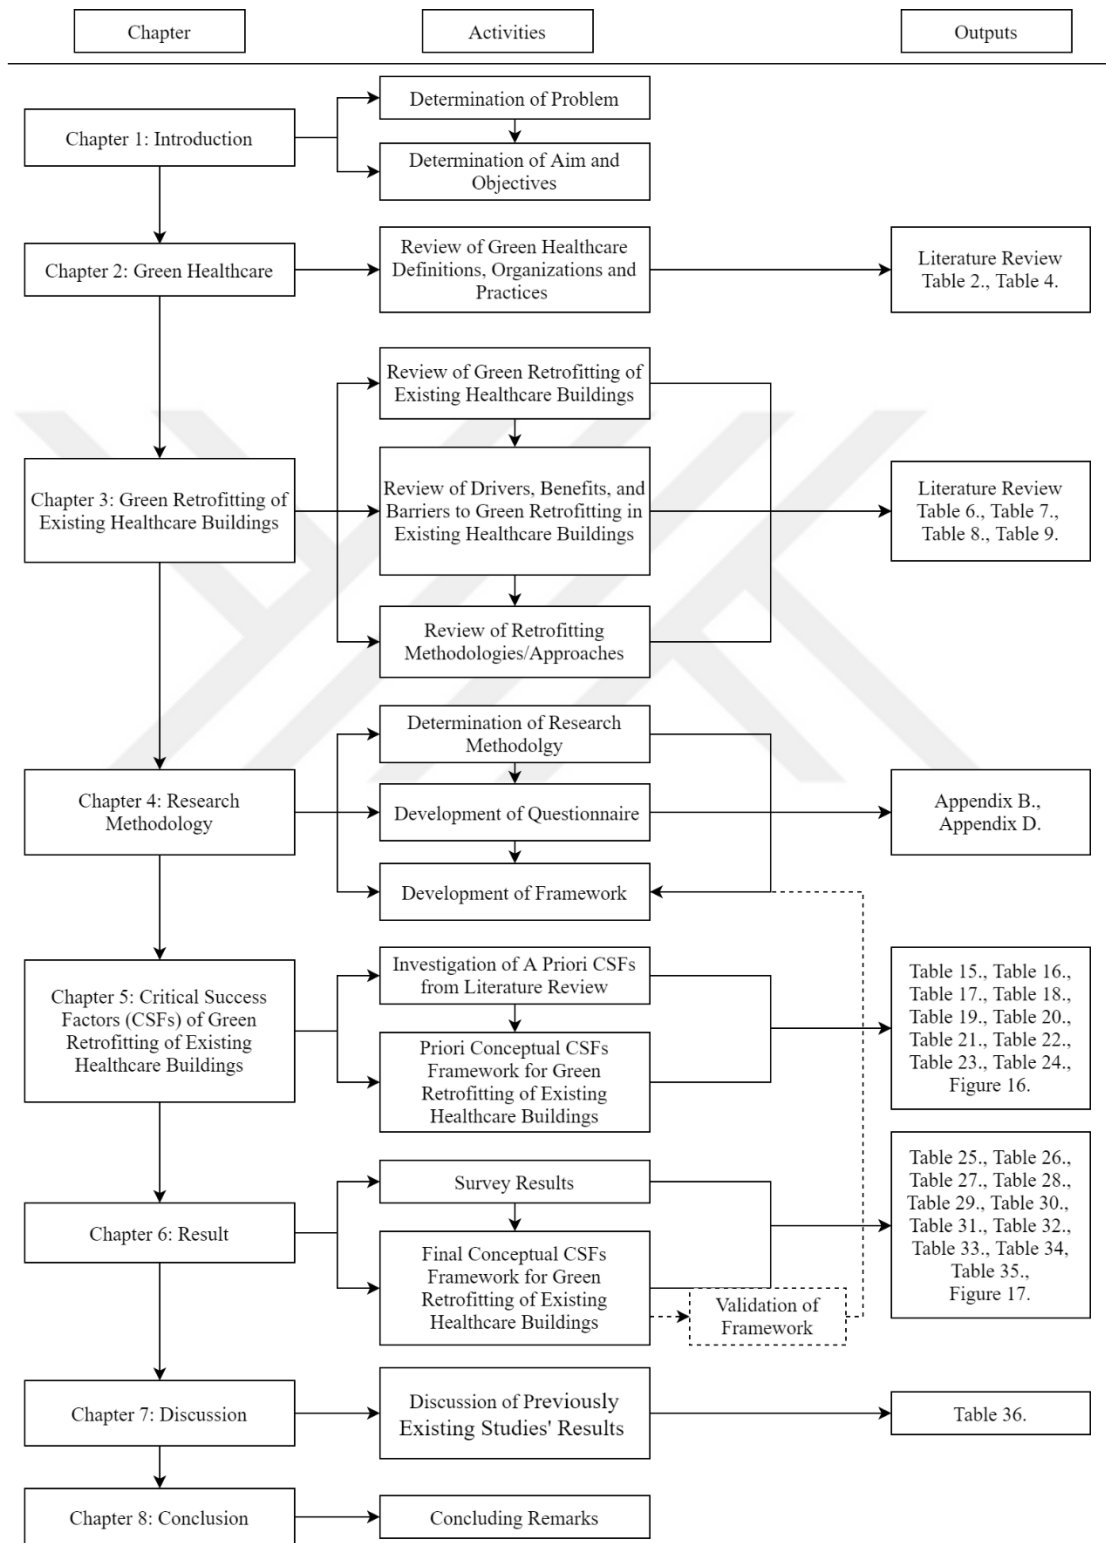 Chapter
Activities
Outputs
Chapter 1: Introduction
Determination of Problem
Determination of Aim and
Objectives
Chapter 2: Green Healthcare
Review of Green Healthcare
Definitions, Organizations and
Practices
Literature Review
Table 2., Table 4.
Chapter 3: Green Retrofitting of
Existing Healthcare Buildings
Review of Green Retrofitting of
Existing Healthcare Buildings
Review of Drivers, Benefits, and
Barriers to Green Retrofitting in
Existing Healthcare Buildings
Review of Retrofitting
Methodologies/Approaches
Literature Review
Table 6., Table 7.,
Table 8., Table 9.
Chapter 4: Research
Methodology
Determination of Research
Methodolgy
Development of Questionnaire
Development of Framework
Appendix B.,
Appendix D.
Chapter 5: Critical Success
Factors (CSFs) of Green
Retrofitting of Existing
Healthcare Buildings
Investigation of A Priori CSFs
from Literature Review
Priori Conceptual CSFs
Framework for Green
Retrofitting of Existing
Healthcare Buildings
Table 15., Table 16.,
Table 17., Table 18.,
Table 19., Table 20.,
Table 21., Table 22.,
Table 23., Table 24.,
Figure 16.
Chapter 6: Result
Survey Results
Final Conceptual CSFs
Framework for Green
Retrofitting of Existing
Healthcare Buildings
Validation of
Framework
Table 25., Table 26.,
Table 27., Table 28.,
Table 29., Table 30.,
Table 31., Table 32.,
Table 33., Table 34,
Table 35.,
Figure 17.
Chapter 7: Discussion
Discussion of Previously
Existing Studies' Results
Table 36.
Chapter 8: Conclusion
Concluding Remarks